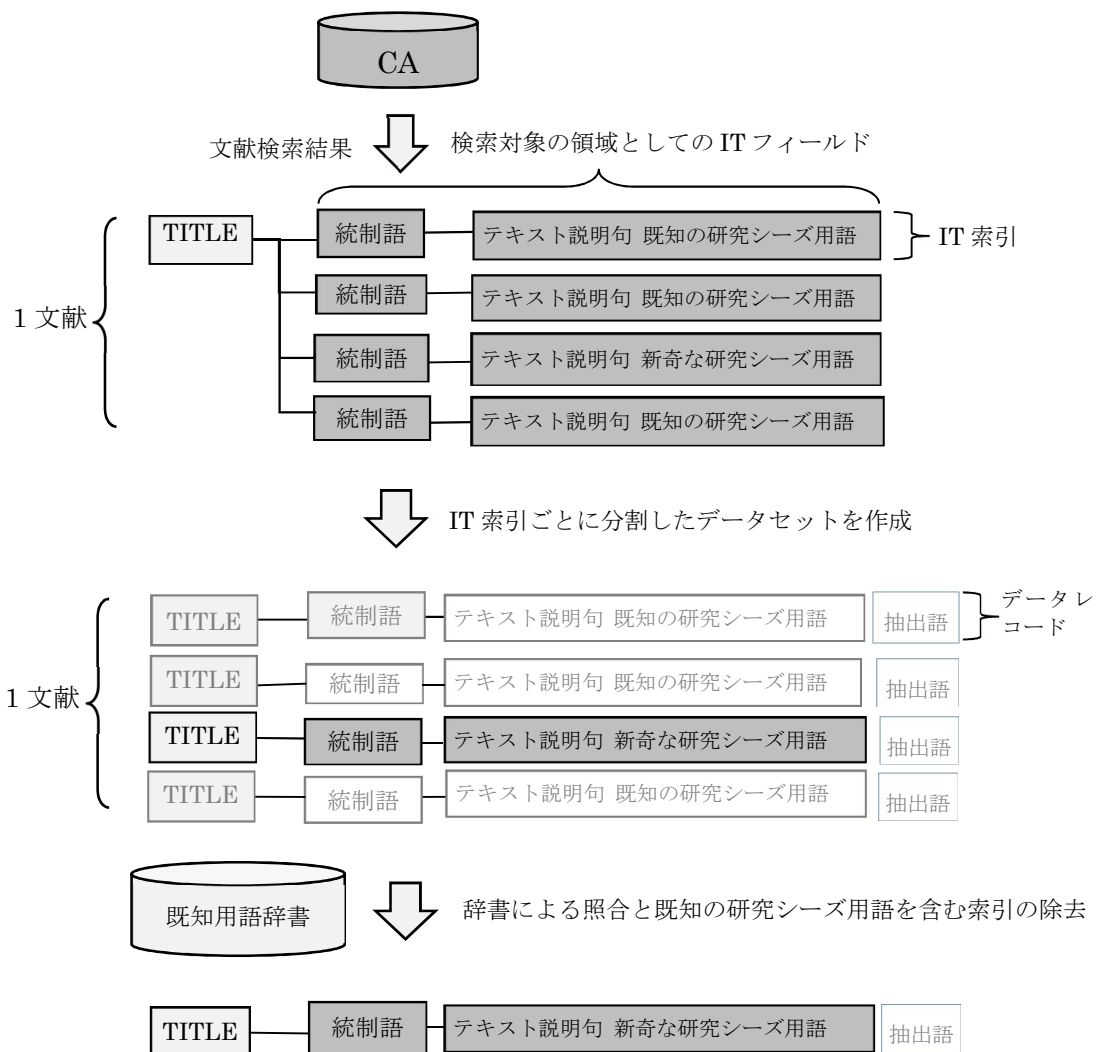 CA
文献検索結果
検索対象の領域としての IT フィールド
TITLE
統制語
テキスト説明句 既知の研究シーズ用語
IT 索引
統制語
テキスト説明句 既知の研究シーズ用語
1 文献
統制語
テキスト説明句 新奇な研究シーズ用語
統制語
テキスト説明句 既知の研究シーズ用語
IT 索引ごとに分割したデータセットを作成
TITLE
統制語
テキスト説明句 既知の研究シーズ用語
抽出語
データレ
コード
TITLE
統制語
テキスト説明句 既知の研究シーズ用語
抽出語
1 文献
TITLE
統制語
テキスト説明句 新奇な研究シーズ用語
抽出語
TITLE
統制語
テキスト説明句 既知の研究シーズ用語
抽出語
既知用語辞書
辞書による照合と既知の研究シーズ用語を含む索引の除去
TITLE
統制語
テキスト説明句 新奇な研究シーズ用語
抽出語